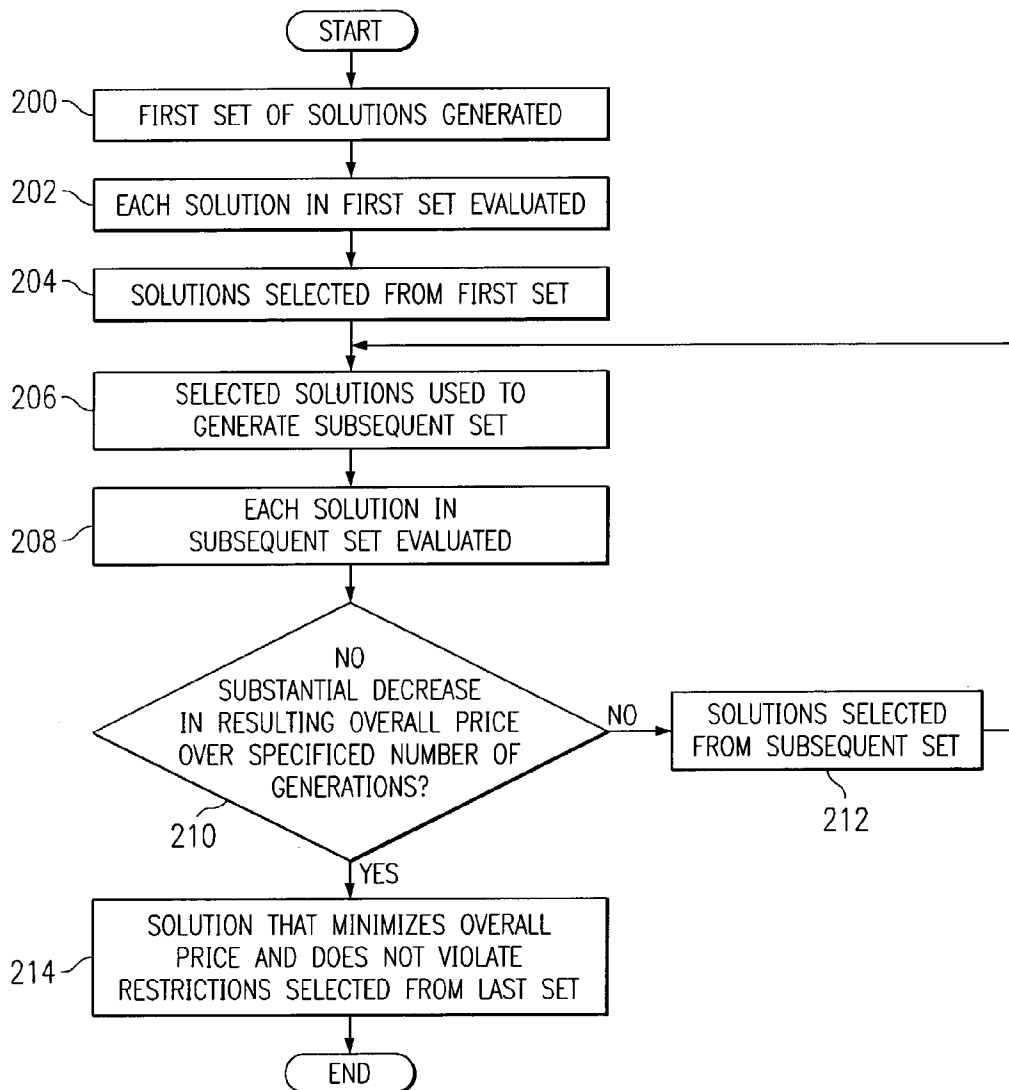 START
200
FIRST SET OF SOLUTIONS GENERATED
202
EACH SOLUTION IN FIRST SET EVALUATED
204
SOLUTIONS SELECTED FROM FIRST SET
206
SELECTED SOLUTIONS USED TO
GENERATE SUBSEQUENT SET
208
EACH SOLUTION IN
SUBSEQUENT SET EVALUATED
NO
SUBSTANTIAL DECREASE
IN RESULTING OVERALL PRICE
OVER SPECIFICED NUMBER OF
GENERATIONS?
210
NO
SOLUTIONS SELECTED
FROM SUBSEQUENT SET
212
YES
214
SOLUTION THAT MINIMIZES OVERALL
PRICE AND DOES NOT VIOLATE
RESTRICTIONS SELECTED FROM LAST SET
END